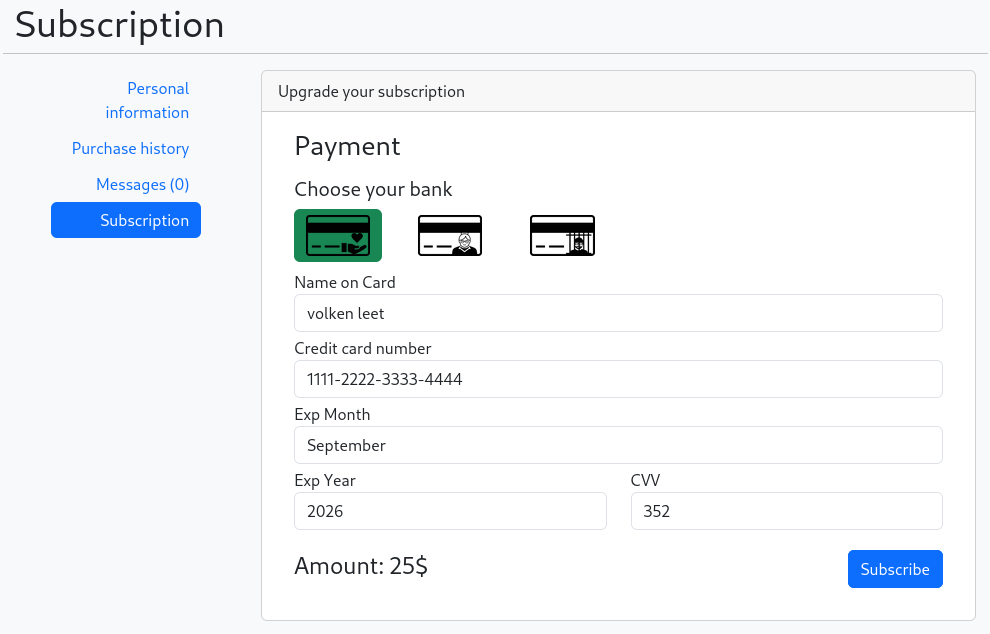 Subscription
Personal
information
Purchase history
Messages (0)
Subscription
Upgrade your subscription
Payment
Choose your bank
Name on Card
volken leet
Credit card number
1111-2222-3333-4444
Exp Month
September
Exp Year
CVV
2026
352
Amount: 25$
Subscribe